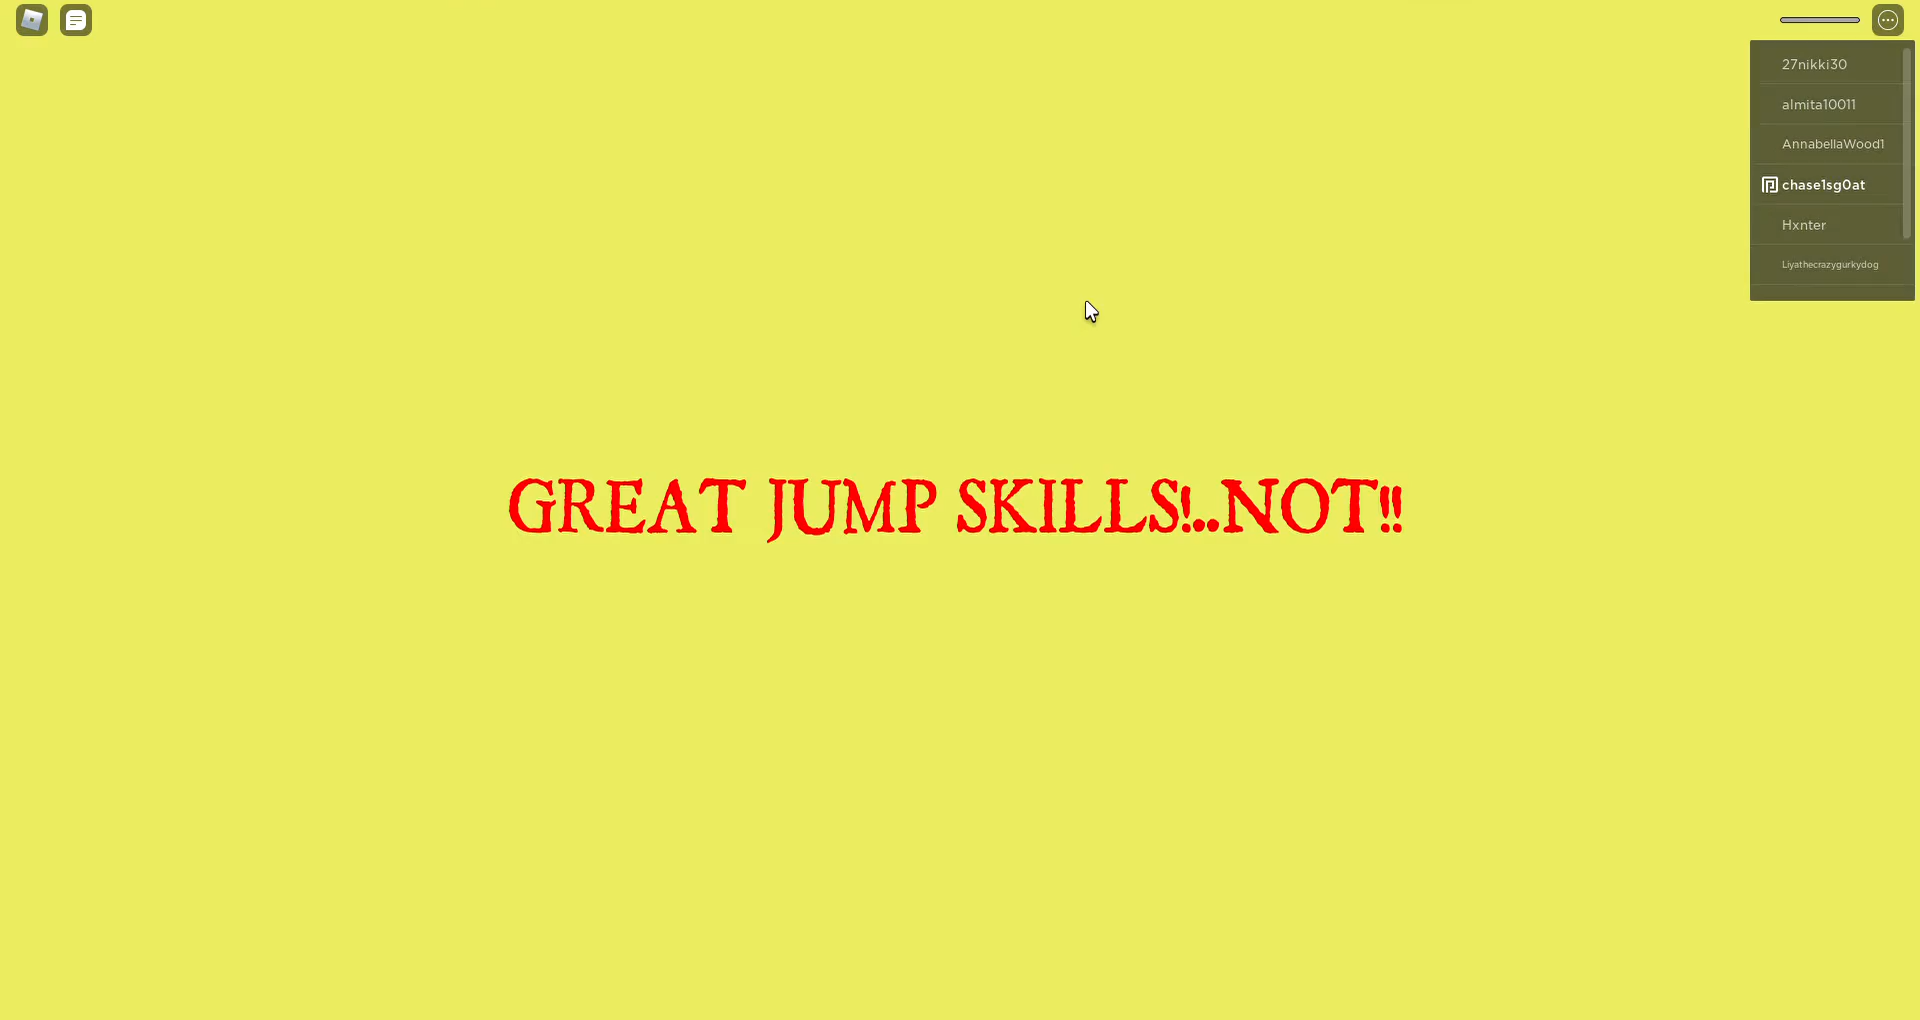 27nikki30
almita10011
AnnabellaWood1
chase1sg0at
Hxnter
Liyathecrazygurkydog
GREAT JUMP SKILLS!..NOT!!